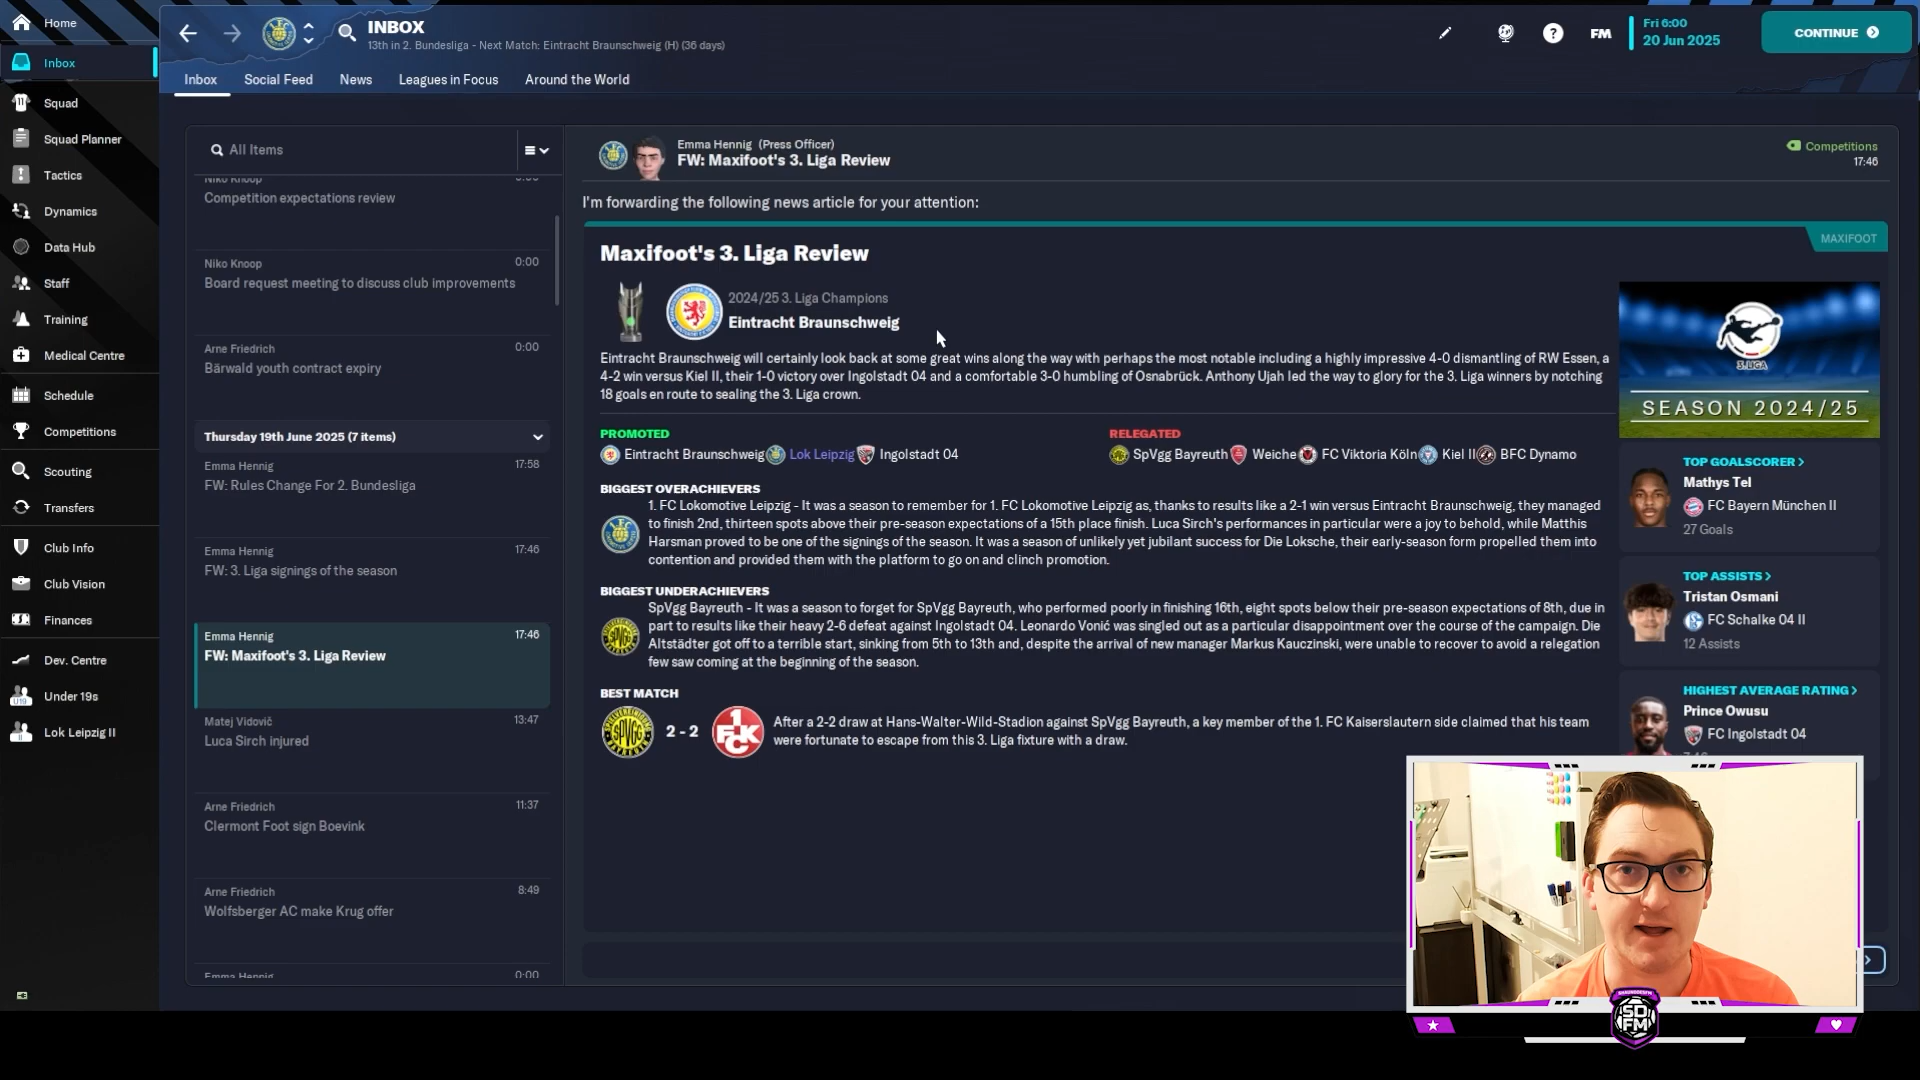 Home
Inbox
Squad
Squad Planner
Tactics
Dynamics
Data Hub
Staff
Training
Medical Centre
Schedule
Competitions
Scouting
Transfers
Club Info
Club Vision
Finances
Dev. Centre
Under 19s
Lok Leipzig II
INBOX
13th in 2. Bundesliga - Next Match: Eintracht Braunschweig (H) (36 days)
FM
Fri 6:00
20 Jun 2025
CONTINUE
Inbox Social Feed News Leagues in Focus Around the World
All Items
Niko Knoop 0:00
Competition expectations review
Niko Knoop 0:00
Board request meeting to discuss club improvements
Arne Friedrich 0:00
Bärwald youth contract expiry
Thursday 19th June 2025 (7 items)
Emma Hennig 17:58
FW: Rules Change For 2. Bundesliga
Emma Hennig 17:46
FW: 3. Liga signings of the season
Emma Hennig 17:46
FW: Maxifoot's 3. Liga Review
Matej Vidovič 13:47
Luca Sirch injured
Arne Friedrich 11:37
Clermont Foot sign Boevink
Arne Friedrich 8:49
Wolfsberger AC make Krug offer
Emma Hennig 0:00
Emma Hennig (Press Officer)
FW: Maxifoot's 3. Liga Review
Competitions
17:46
I'm forwarding the following news article for your attention:
MAXIFOOT
Maxifoot's 3. Liga Review
2024/25 3. Liga Champions
Eintracht Braunschweig
Eintracht Braunschweig will certainly look back at some great wins along the way with perhaps the most notable including a highly impressive 4-0 dismantling of RW Essen, a
4-2 win versus Kiel II, their 1-0 victory over Ingolstadt 04 and a comfortable 3-0 humbling of Osnabrück. Anthony Ujah led the way to glory for the 3. Liga winners by notching
18 goals en route to sealing the 3. Liga crown.
PROMOTED
Eintracht Braunschweig Lok Leipzig Ingolstadt 04
RELEGATED
SpVgg Bayreuth Weiche FC Viktoria Köln Kiel II BFC Dynamo
BIGGEST OVERACHIEVERS
1. FC Lokomotive Leipzig - It was a season to remember for 1. FC Lokomotive Leipzig as, thanks to results like a 2-1 win versus Eintracht Braunschweig, they managed
to finish 2nd, thirteen spots above their pre-season expectations of a 15th place finish. Luca Sirch's performances in particular were a joy to behold, while Matthis
Harsman proved to be one of the signings of the season. It was a season of unlikely yet jubilant success for Die Loksche, their early-season form propelled them into
contention and provided them with the platform to go on and clinch promotion.
BIGGEST UNDERACHIEVERS
SpVgg Bayreuth - It was a season to forget for SpVgg Bayreuth, who performed poorly in finishing 16th, eight spots below their pre-season expectations of 8th, due in
part to results like their heavy 2-6 defeat against Ingolstadt 04. Leonardo Vonić was singled out as a particular disappointment over the course of the campaign. Die
Altstädter got off to a terrible start, sinking from 5th to 13th and, despite the arrival of new manager Markus Kauczinski, were unable to recover to avoid a relegation
few saw coming at the beginning of the season.
BEST MATCH
2 - 2
After a 2-2 draw at Hans-Walter-Wild-Stadion against SpVgg Bayreuth, a key member of the 1. FC Kaiserslautern side claimed that his team
were fortunate to escape from this 3. Liga fixture with a draw.
3. LIGA
SEASON 2024/25
TOP GOALSCORER >
Mathys Tel
FC Bayern München II
27 Goals
TOP ASSISTS >
Tristan Osmani
FC Schalke 04 II
12 Assists
HIGHEST AVERAGE RATING >
Prince Owusu
FC Ingolstadt 04
SD
FM